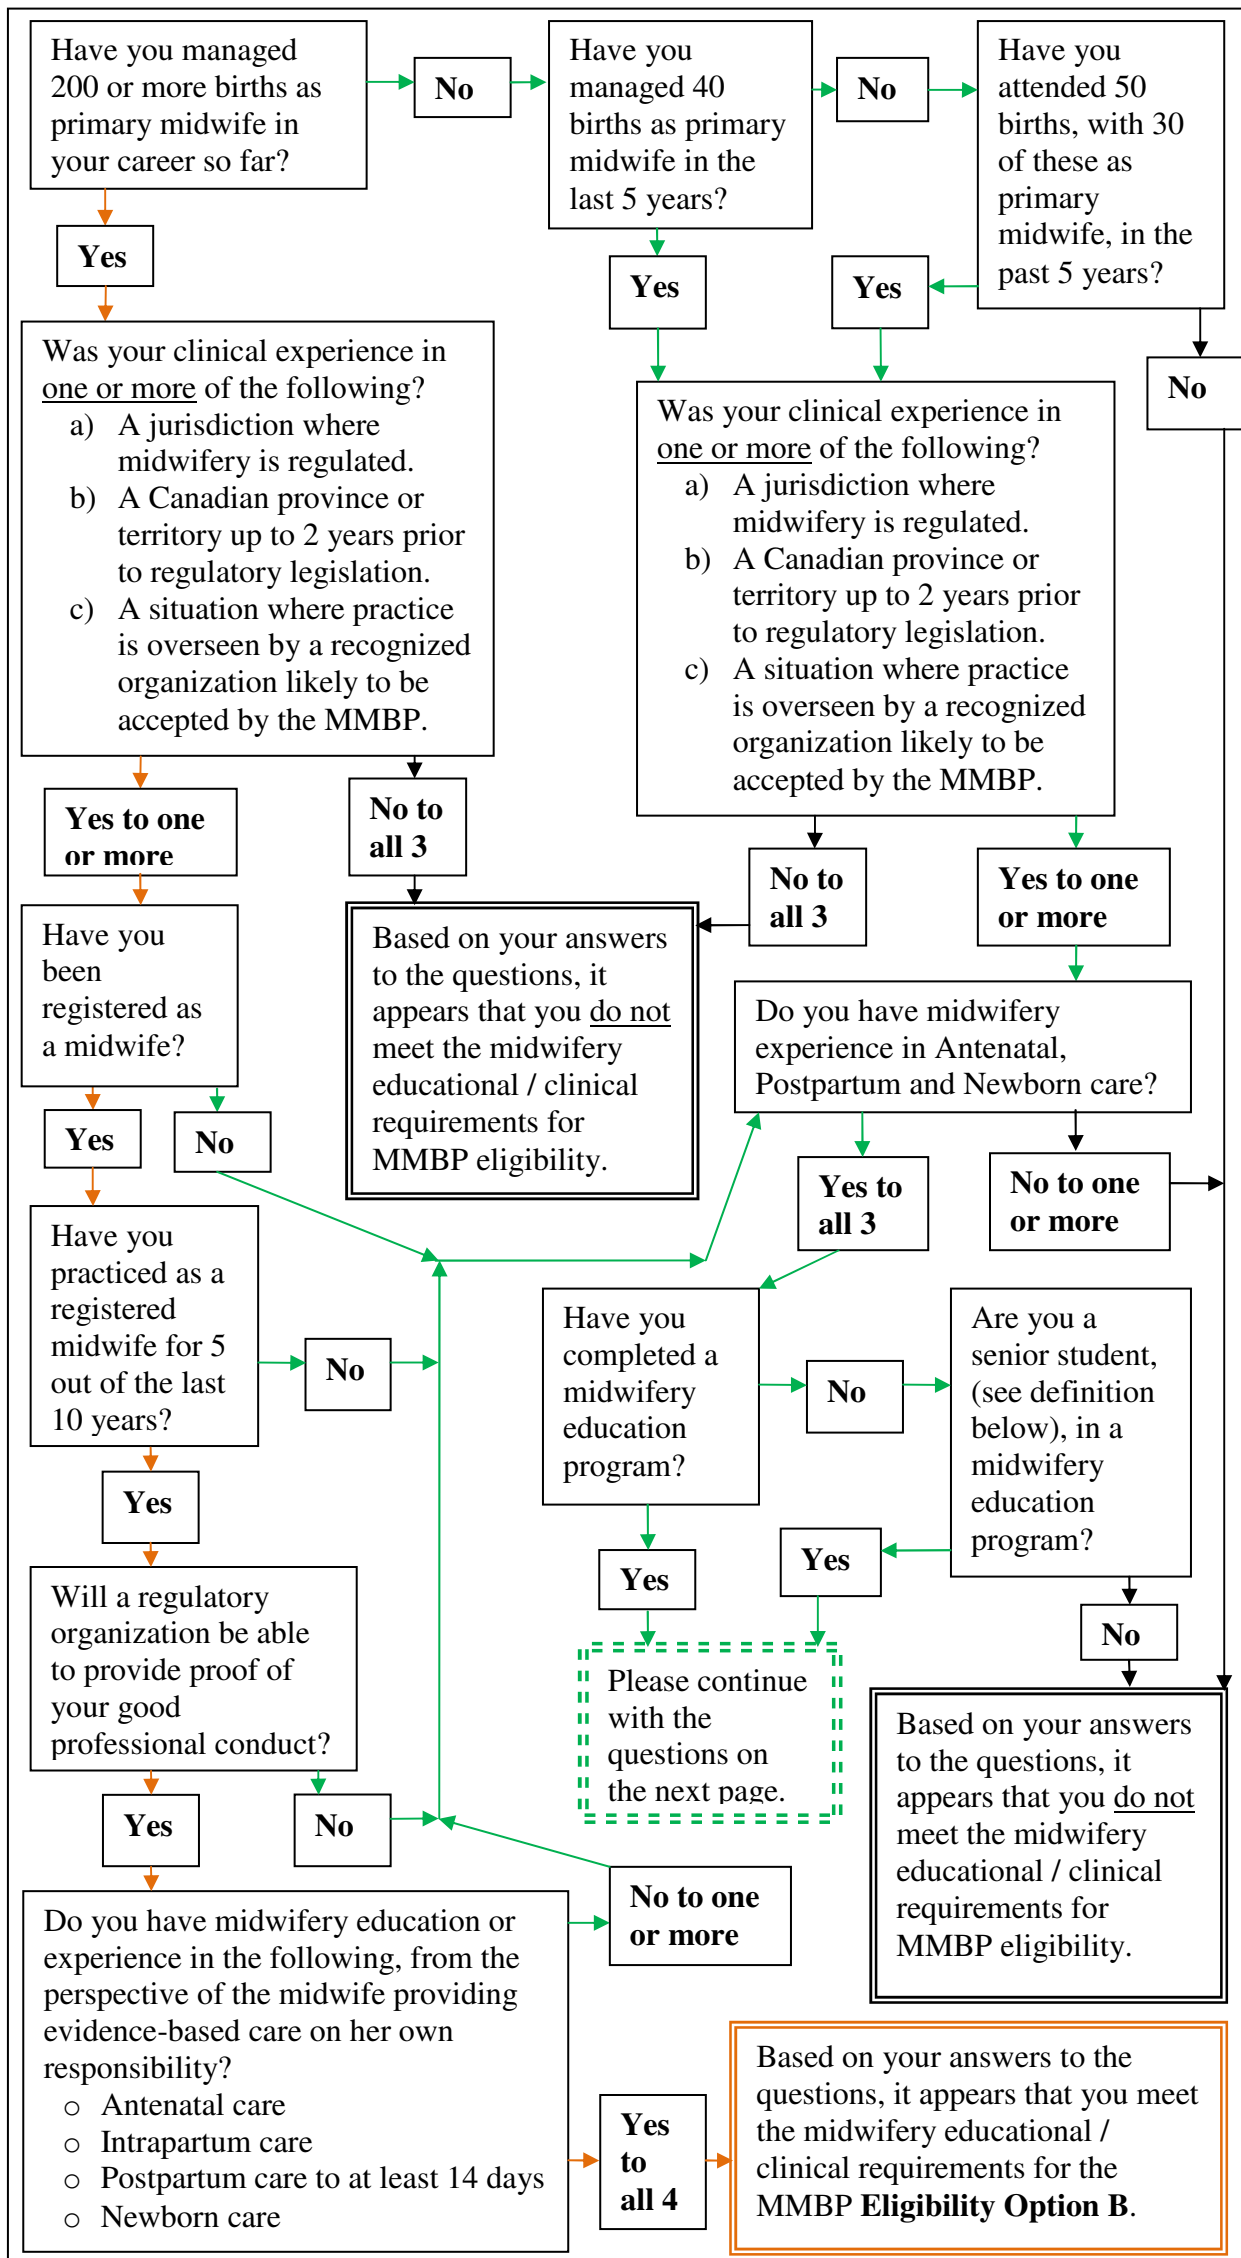 Have you managed
200 or more births as
primary midwife in
your career so far?
No
Have you
managed 40
births as primary
midwife in the
last 5 years?
No
Have you
attended 50
births, with 30
of these as
primary
midwife, in the
past 5 years?
Yes
Yes
Yes
No
Was your clinical experience in
one or more of the following?
a) A jurisdiction where
midwifery is regulated.
b) A Canadian province or
territory up to 2 years prior
to regulatory legislation.
c) A situation where practice
is overseen by a recognized
organization likely to be
accepted by the MMBP.
Was your clinical experience in
one or more of the following?
a) A jurisdiction where
midwifery is regulated.
b) A Canadian province or
territory up to 2 years prior
to regulatory legislation.
c) A situation where practice
is overseen by a recognized
organization likely to be
accepted by the MMBP.
Yes to one
or more
No to
all 3
No to
all 3
Yes to one
or more
Have you
been
registered as
a midwife?
Based on your answers
to the questions, it
appears that you do not
meet the midwifery
educational / clinical
requirements for
MMBP eligibility.
Do you have midwifery
experience in Antenatal,
Postpartum and Newborn care?
Yes
No
Yes to
all 3
No to one
or more
Have you
practiced as a
registered
midwife for 5
out of the last
10 years?
No
Have you
completed a
midwifery
education
program?
No
Are you a
senior student,
(see definition
below), in a
midwifery
education
program?
Yes
Yes
Yes
No
Will a regulatory
organization be able
to provide proof of
your good
professional conduct?
Please continue
with the
questions on
the next page.
Based on your answers
to the questions, it
appears that you do not
meet the midwifery
educational / clinical
requirements for
MMBP eligibility.
Yes
No
No to one
or more
Do you have midwifery education or
experience in the following, from the
perspective of the midwife providing
evidence-based care on her own
responsibility?
o Antenatal care
o Intrapartum care
o Postpartum care to at least 14 days
o Newborn care
Yes
to
all 4
Based on your answers to the
questions, it appears that you meet
the midwifery educational /
clinical requirements for the
MMBP Eligibility Option B.